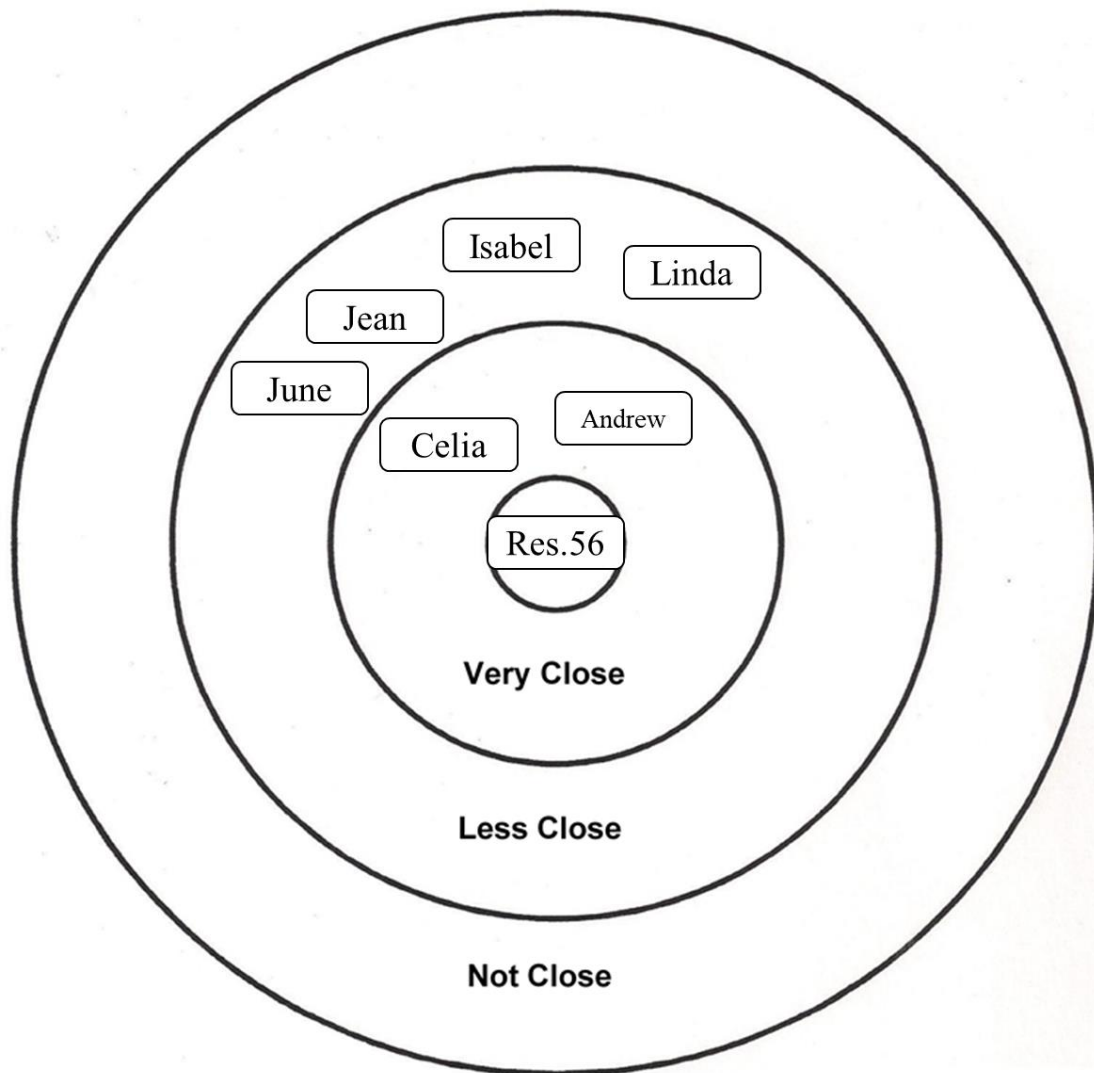 Isabel
Linda
Jean
June
Andrew
Celia
Res.56
Very Close
Less Close
Not Close